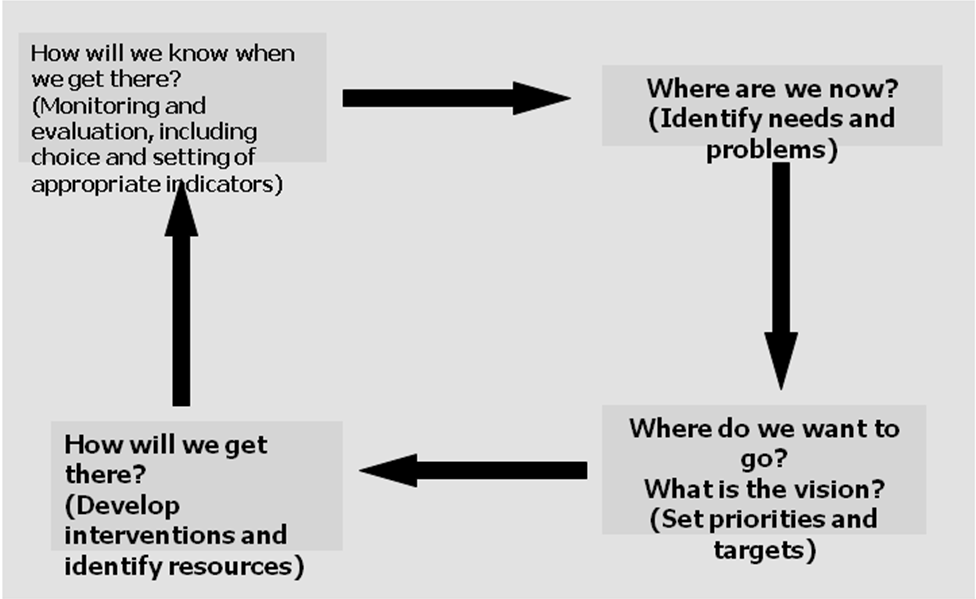 How will we know when
we get there?
(Monitoring and
evaluation, including
choice and setting of
appropriate indicators)
Where are we now?
(Identify needs and
problems)
Where do we want to
go?
What is the vision?
(Set priorities and
targets)
How will we get
there?
(Develop
interventions and
identify resources)